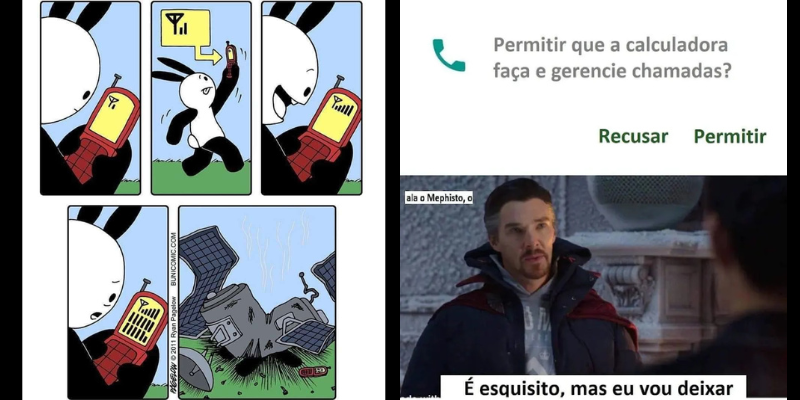 BUNICOMIC.COM
© 2011 Ryan Pagelow
Permitir que a calculadora
faça e gerencie chamadas?
Recusar Permitir
ala o Mephisto, o
É esquisito, mas eu vou deixar